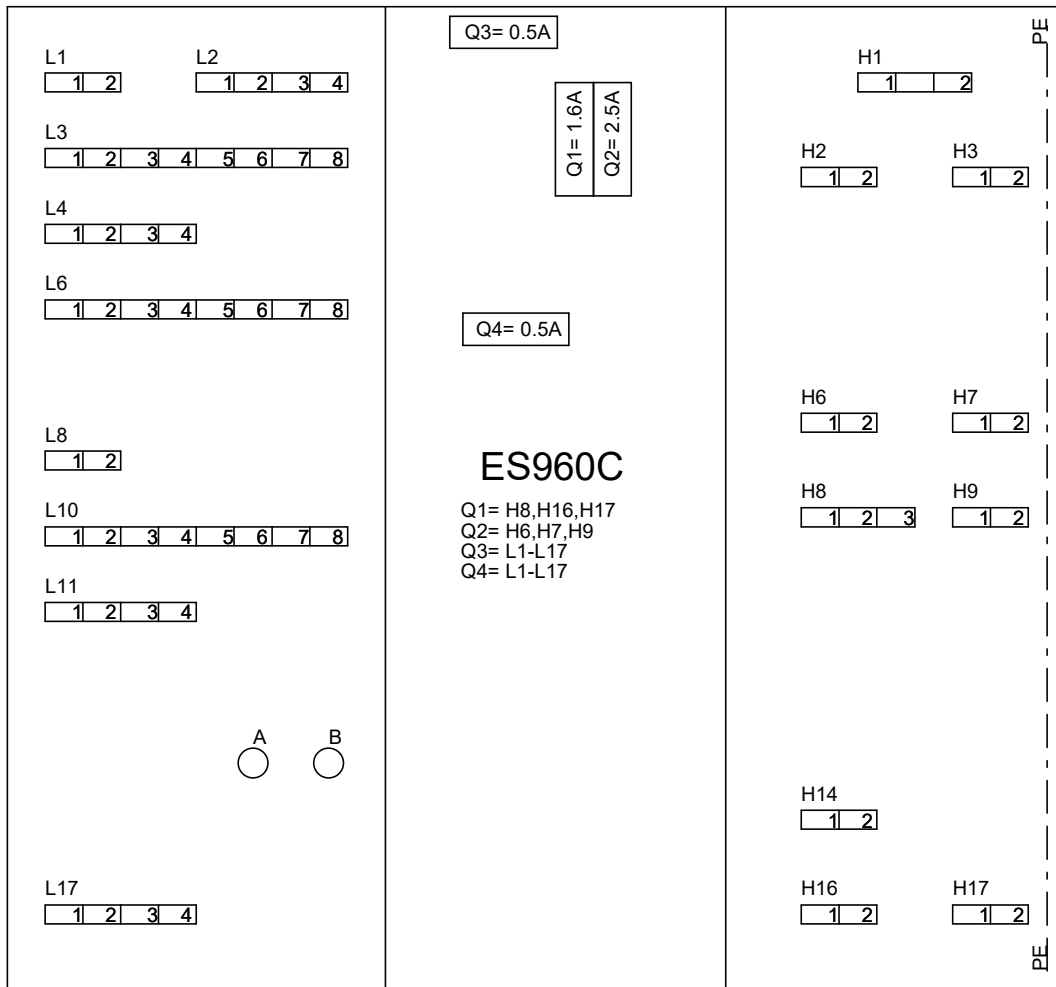 Q3= 0.5A
PE
L1
L2
H1
1 2
1 2 3 4
1 2
Q1= 1.6A
Q2= 2.5A
L3
1 2 3 4 5 6 7 8
H2
H3
1 2
1 2
L4
1 2 3 4
L6
1 2 3 4 5 6 7 8
Q4= 0.5A
H6
H7
1 2
1 2
L8
1 2
ES960C
Q1= H8,H16,H17
Q2= H6,H7,H9
Q3= L1-L17
Q4= L1-L17
H8
H9
1 2 3
1 2
L10
1 2 3 4 5 6 7 8
L11
1 2 3 4
A
B
H14
1 2
L17
1 2 3 4
H16
H17
1 2
1 2
PE